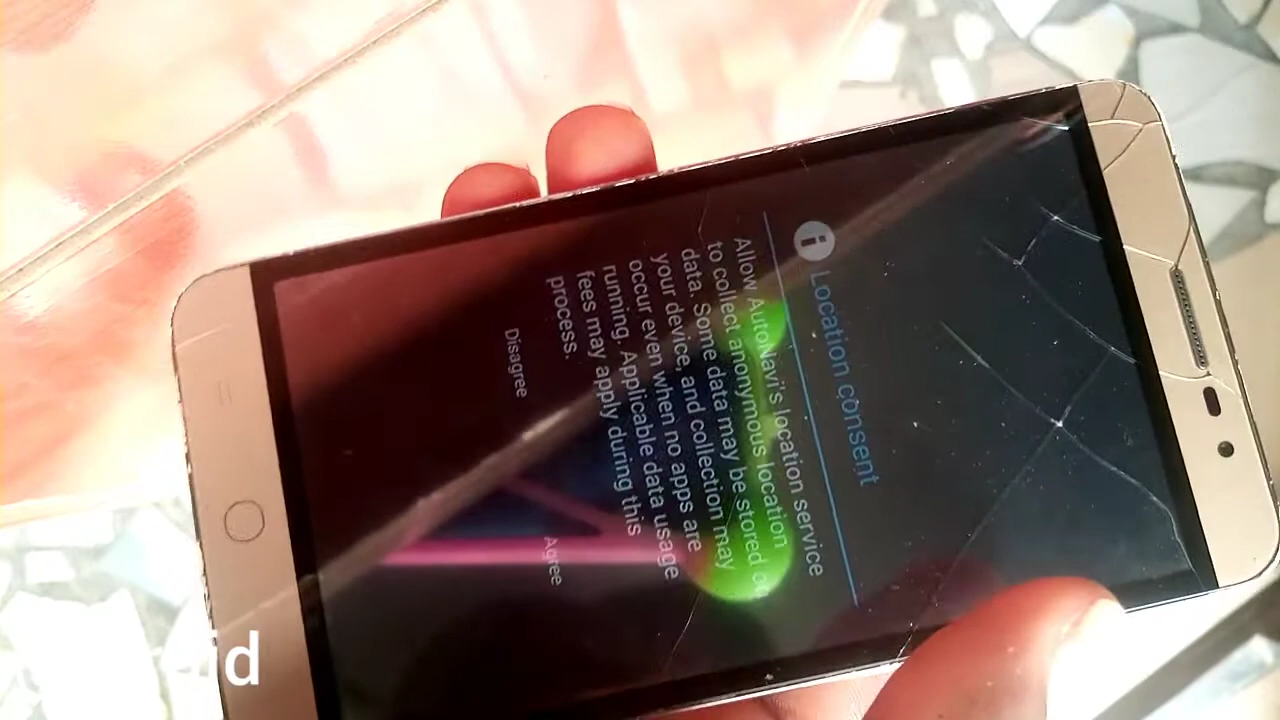 Location consent
Allow AutoNavi's location service
to collect anonymous location
data. Some data may be stored
your device, and collection may
occur even when no apps are
running. Applicable data usage
fees may apply during this
process.
Disagree
Agree
id